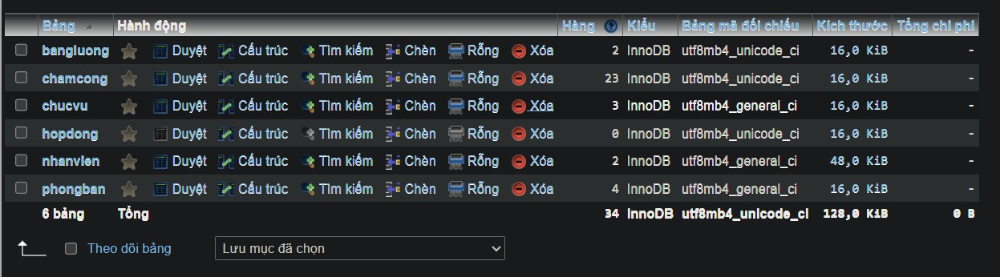 Bảng Hành động Hàng Kiểu Bảng mã đối chiếu Kích thước Tổng chi phí
bangluong Duyệt Cấu trúc Tìm kiếm Chèn Rỗng Xóa 2 InnoDB utf8mb4_unicode_ci 16,0 KiB -
chamcong Duyệt Cấu trúc Tìm kiếm Chèn Rỗng Xóa 23 InnoDB utf8mb4_unicode_ci 16,0 KiB -
chucvu Duyệt Cấu trúc Tìm kiếm Chèn Rỗng Xóa 3 InnoDB utf8mb4_general_ci 16,0 KiB -
hopdong Duyệt Cấu trúc Tìm kiếm Chèn Rỗng Xóa 0 InnoDB utf8mb4_unicode_ci 16,0 KiB -
nhanvien Duyệt Cấu trúc Tìm kiếm Chèn Rỗng Xóa 2 InnoDB utf8mb4_general_ci 48,0 KiB -
phongban Duyệt Cấu trúc Tìm kiếm Chèn Rỗng Xóa 4 InnoDB utf8mb4_general_ci 16,0 KiB -
6 bảng Tổng 34 InnoDB utf8mb4_unicode_ci 128,0 KiB 0 B
Theo dõi bảng Lưu mục đã chọn